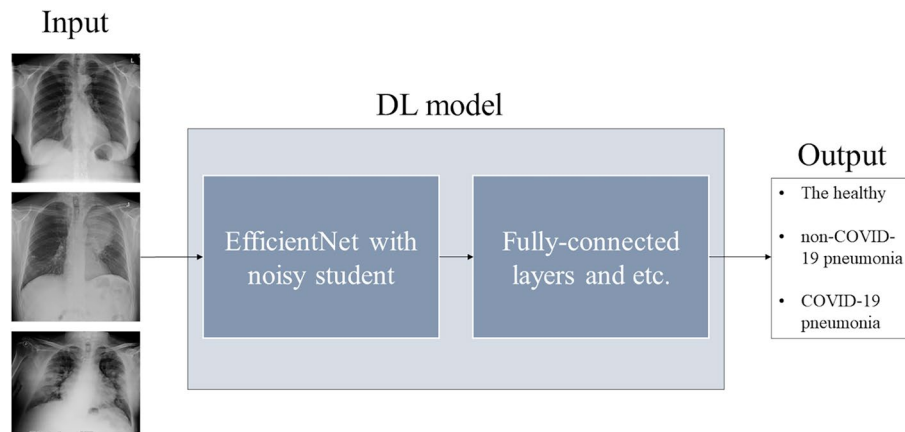 Input
DL model
EfficientNet with
noisy student
Fully-connected
layers and etc.
Output
• The healthy
• non-COVID-
19 pneumonia
• COVID-19
pneumonia
L